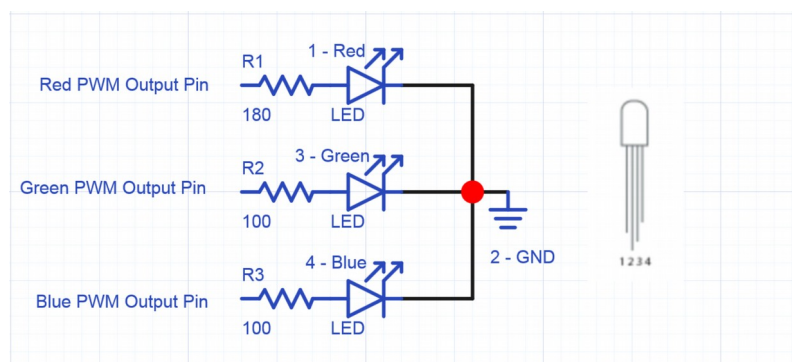 R1
1 - Red
Red PWM Output Pin
180
LED
R2
3 - Green
Green PWM Output Pin
100
LED
2 - GND
1 2 3 4
R3
4 - Blue
Blue PWM Output Pin
100
LED